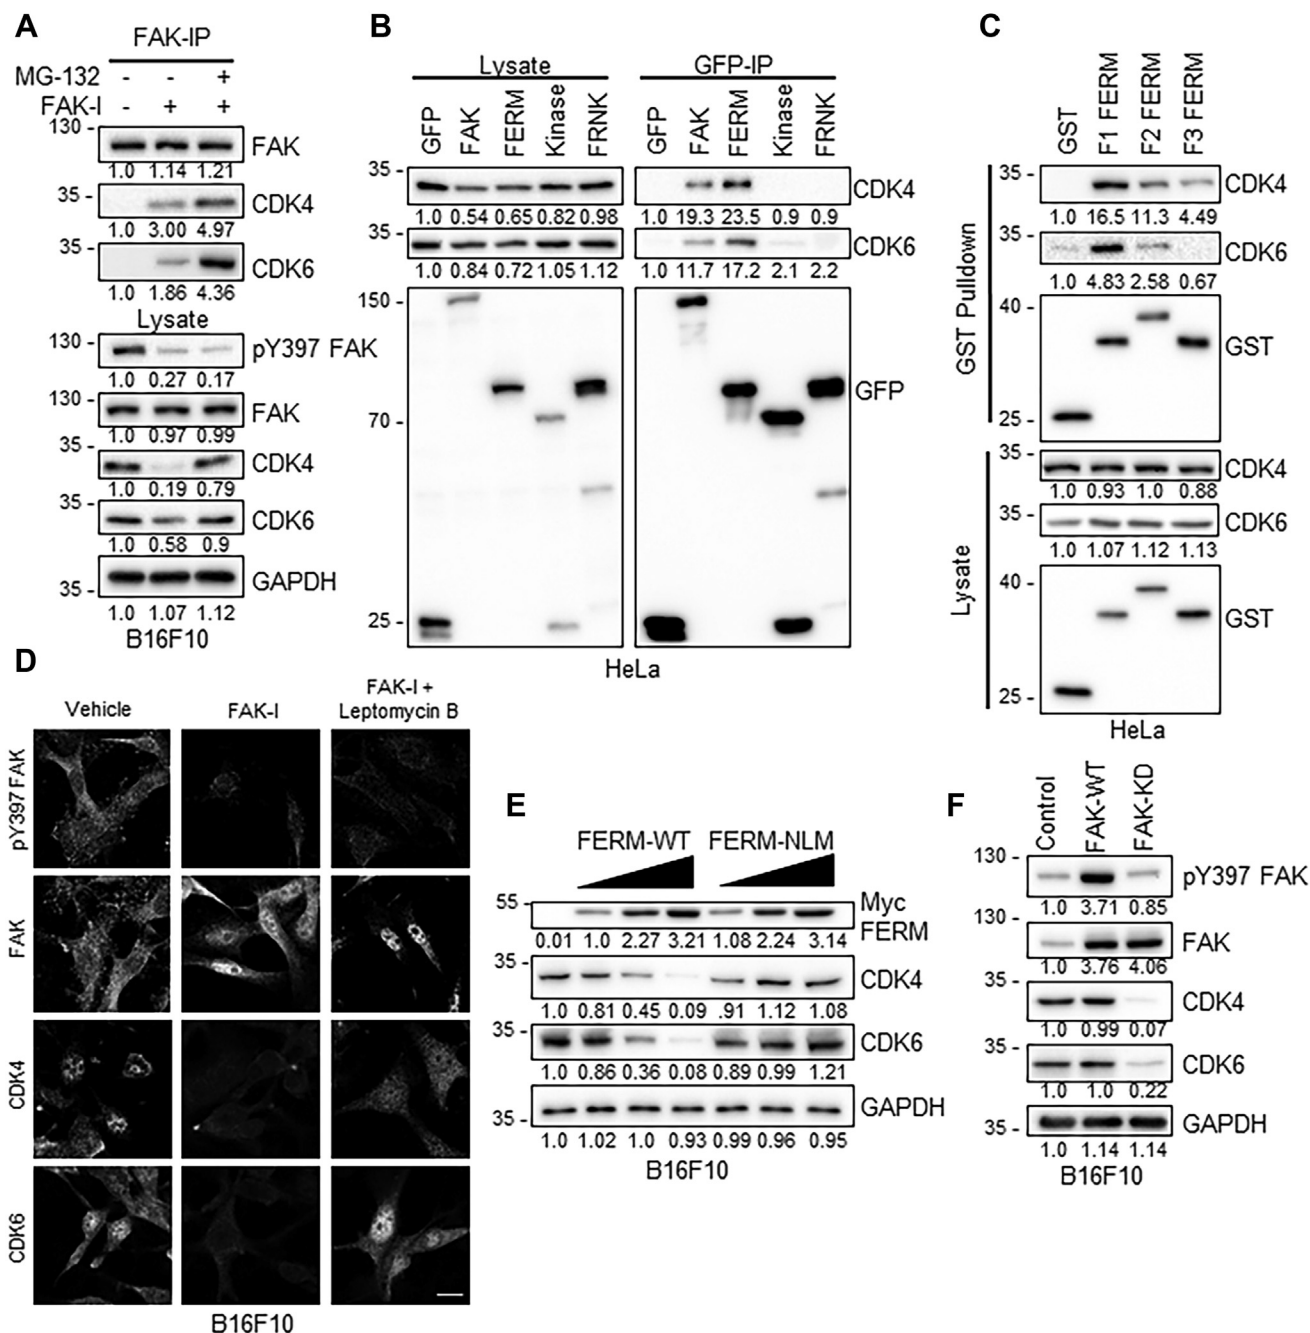 A
FAK-IP
MG-132 - - +
FAK-I - + +
130 - FAK
1.0 1.14 1.21
35 - CDK4
1.0 3.00 4.97
35 - CDK6
1.0 1.86 4.36
Lysate
130 - pY397 FAK
1.0 0.27 0.17
130 - FAK
1.0 0.97 0.99
35 - CDK4
1.0 0.19 0.79
35 - CDK6
1.0 0.58 0.9
35 - GAPDH
1.0 1.07 1.12
B16F10
B
Lysate GFP-IP
GFP FAK FERM Kinase FRNK GFP FAK FERM Kinase FRNK
35 - CDK4
1.0 0.54 0.65 0.82 0.98 1.0 19.3 23.5 0.9 0.9
35 - CDK6
1.0 0.84 0.72 1.05 1.12 1.0 11.7 17.2 2.1 2.2
150 -
GFP
70 -
25 -
HeLa
C
GST F1 FERM F2 FERM F3 FERM
GST Pulldown
35 - CDK4
1.0 16.5 11.3 4.49
35 - CDK6
1.0 4.83 2.58 0.67
40 -
GST
25 -
Lysate
35 - CDK4
1.0 0.93 1.0 0.88
35 - CDK6
1.0 1.07 1.12 1.13
40 -
GST
25 -
HeLa
D
Vehicle FAK-I FAK-I +
Leptomycin B
pY397 FAK
FAK
CDK4
CDK6
B16F10
E
FERM-WT FERM-NLM
55 - Myc
FERM
0.01 1.0 2.27 3.21 1.08 2.24 3.14
35 - CDK4
1.0 0.81 0.45 0.09 .91 1.12 1.08
35 - CDK6
1.0 0.86 0.36 0.08 0.89 0.99 1.21
35 - GAPDH
1.0 1.02 1.0 0.93 0.99 0.96 0.95
B16F10
F
Control FAK-WT FAK-KD
130 - pY397 FAK
1.0 3.71 0.85
130 - FAK
1.0 3.76 4.06
35 - CDK4
1.0 0.99 0.07
35 - CDK6
1.0 1.0 0.22
35 - GAPDH
1.0 1.14 1.14
B16F10